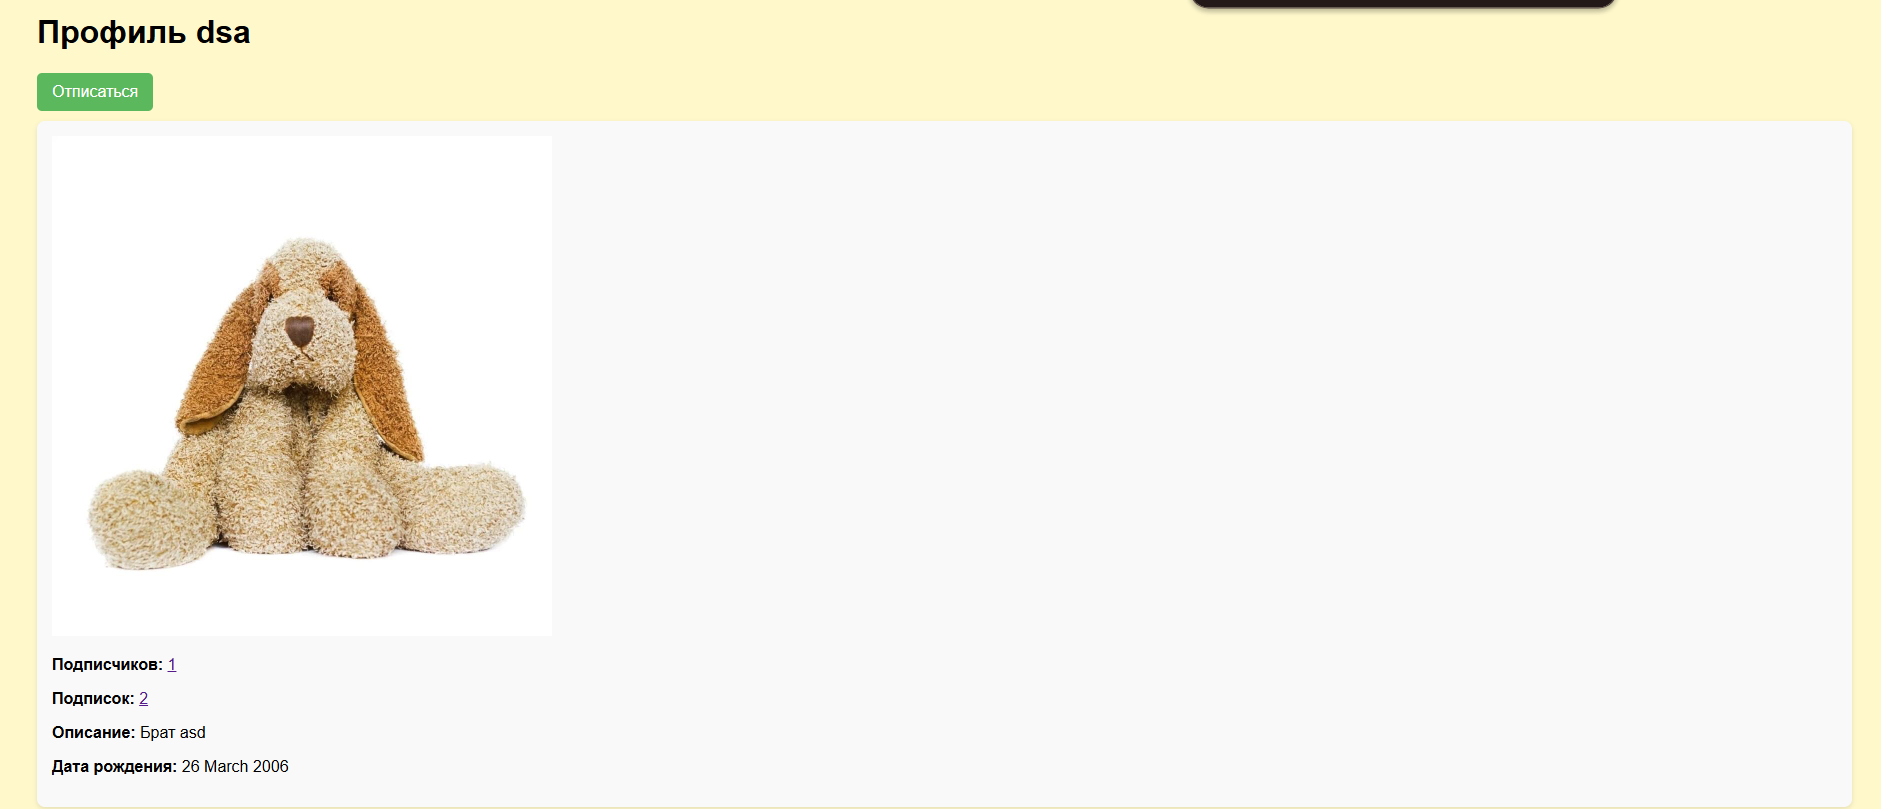 Профиль dsa
Отписаться
Подписчиков: 1
Подписок: 2
Описание: Брат asd
Дата рождения: 26 March 2006